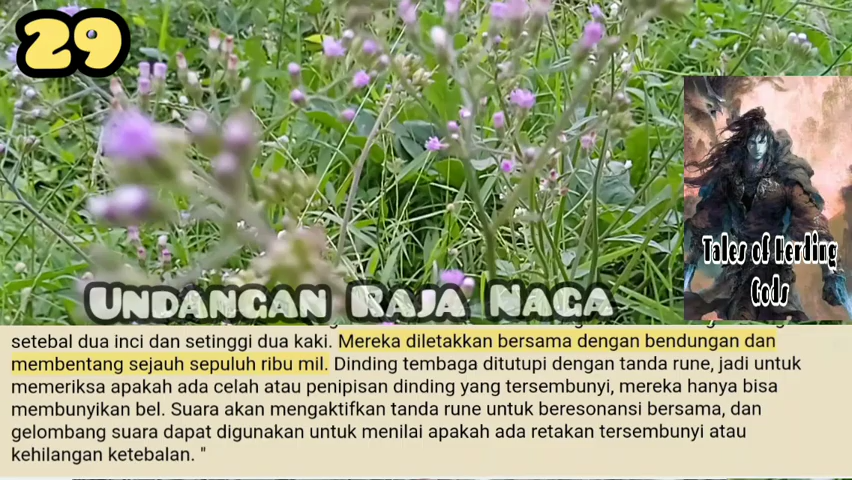 29
Tales of Herding
Gods
UNDANGAN RAJA NAGA
setebal dua inci dan setinggi dua kaki. Mereka diletakkan bersama dengan bendungan dan
membentang sejauh sepuluh ribu mil. Dinding tembaga ditutupi dengan tanda rune, jadi untuk
memeriksa apakah ada celah atau penipisan dinding yang tersembunyi, mereka hanya bisa
membunyikan bel. Suara akan mengaktifkan tanda rune untuk beresonansi bersama, dan
gelombang suara dapat digunakan untuk menilai apakah ada retakan tersembunyi atau
kehilangan ketebalan. "